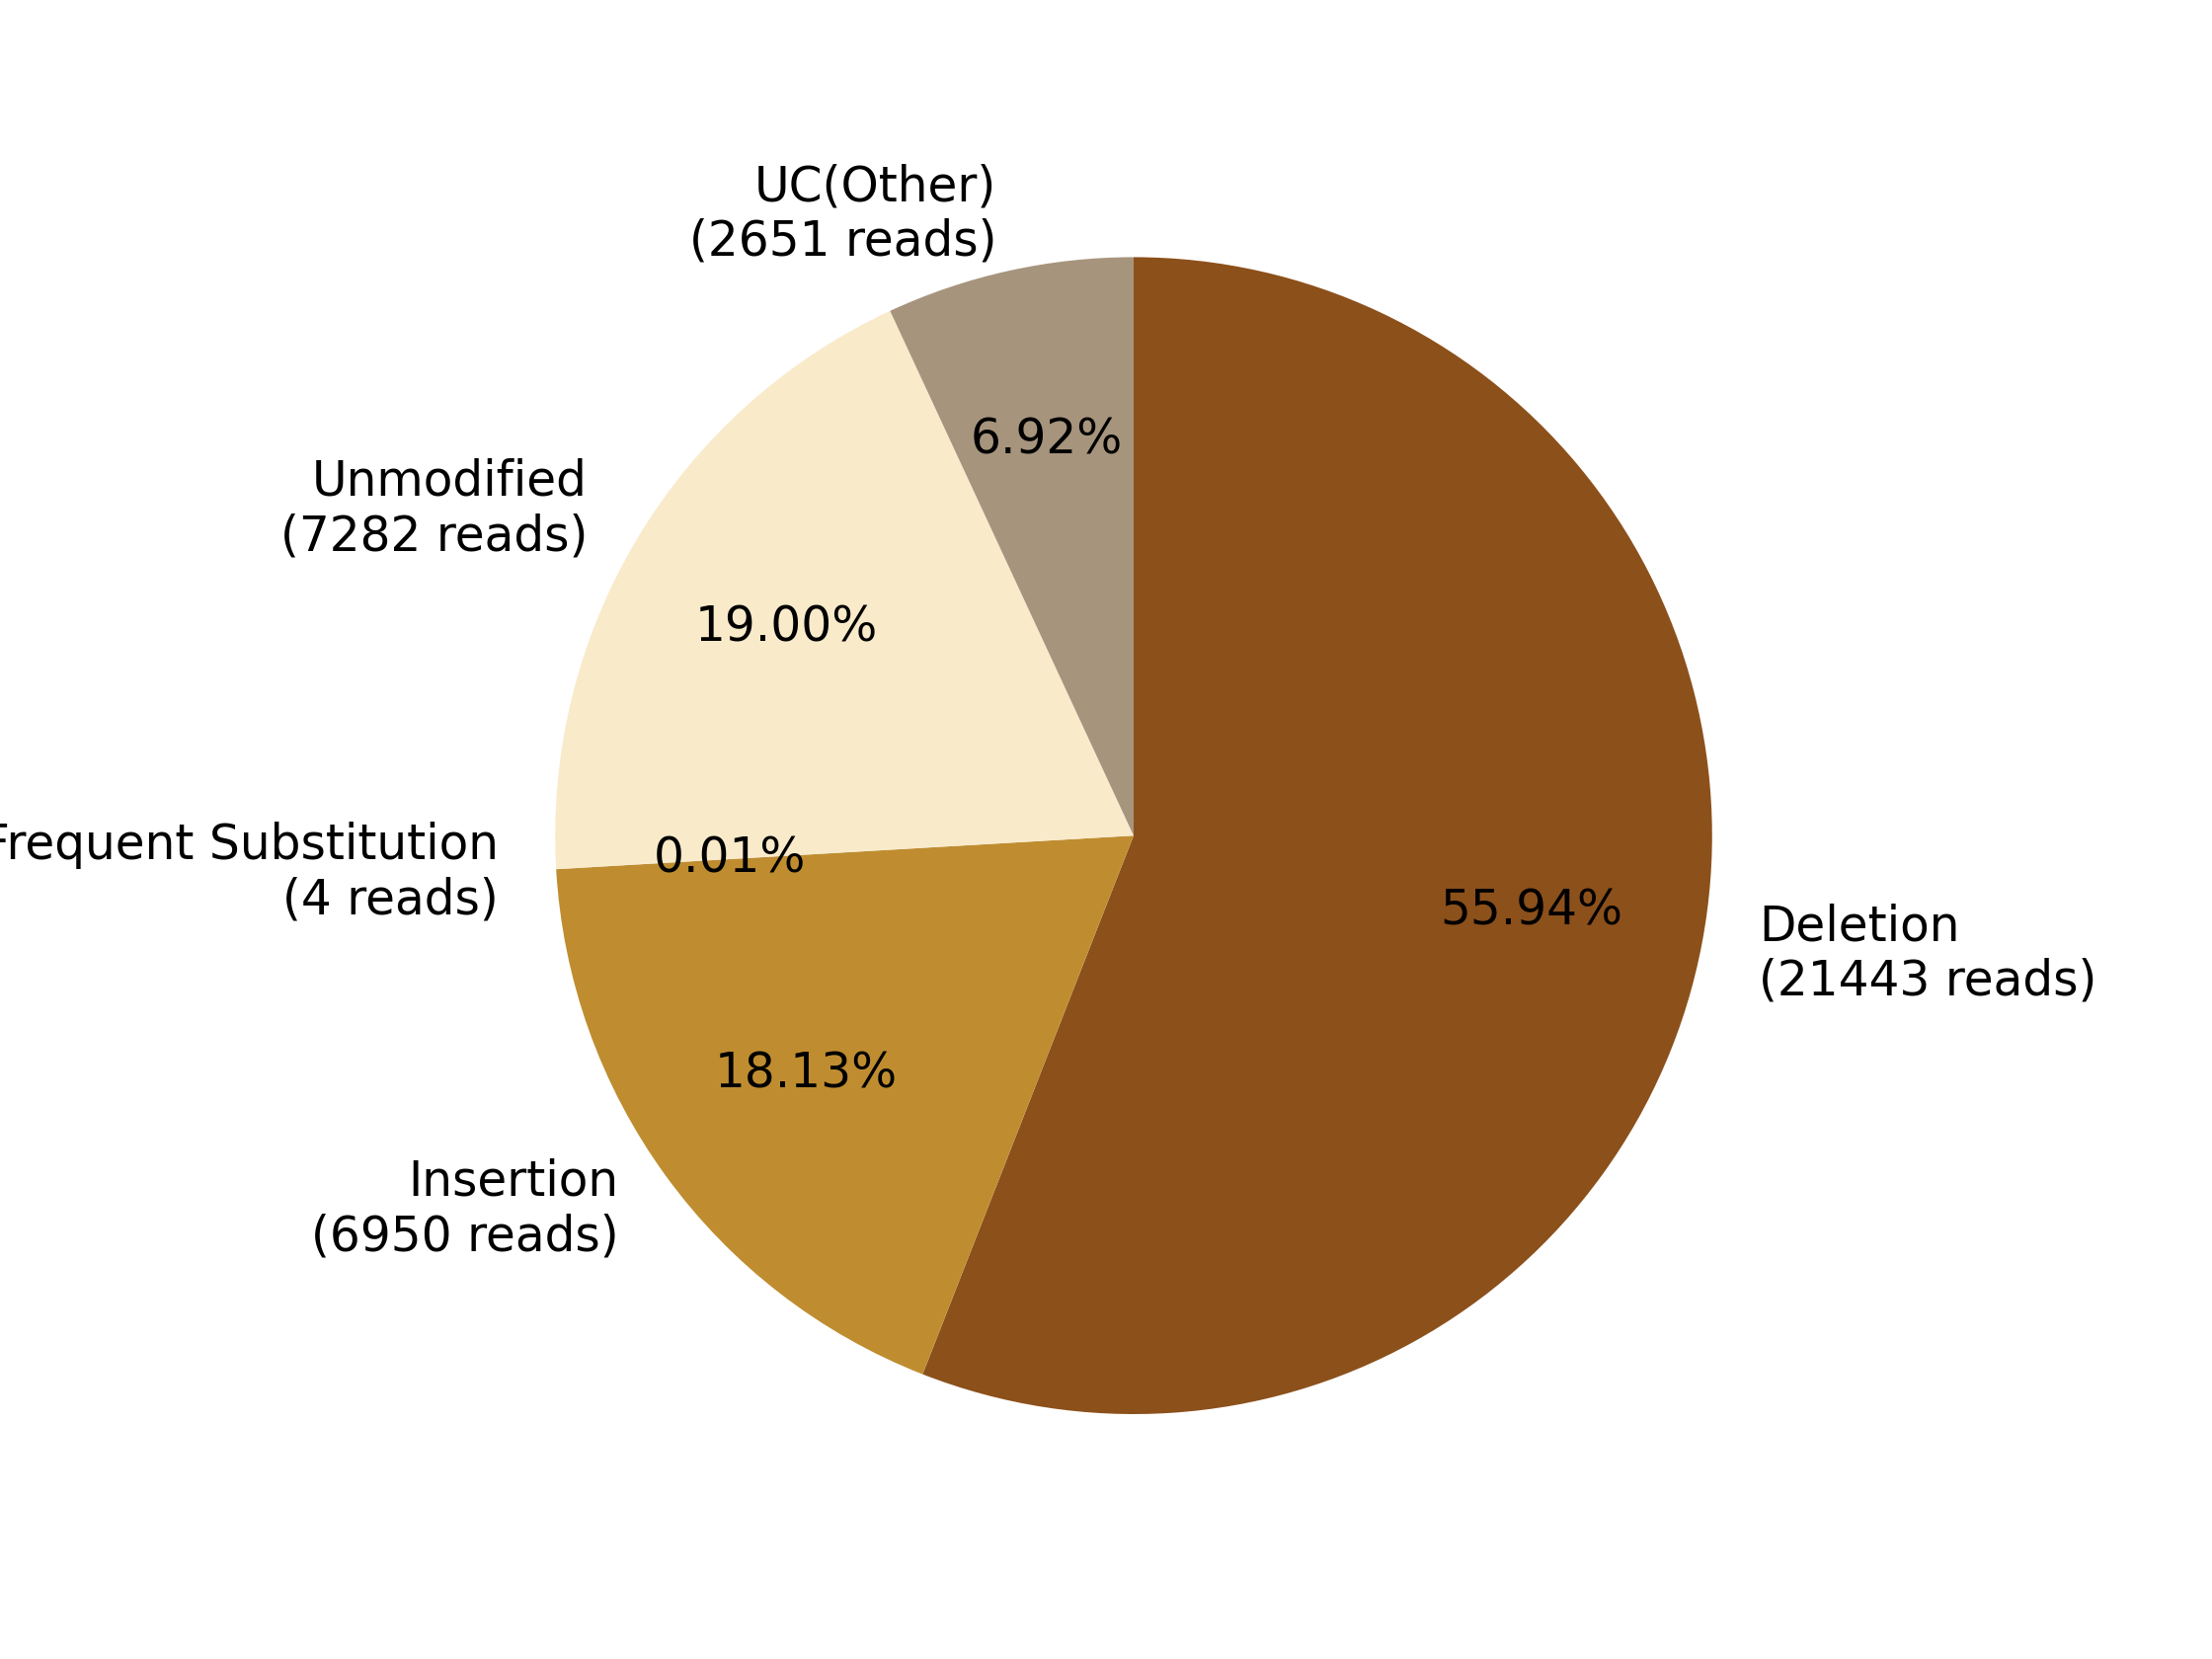 UC(Other)
(2651 reads)
6.92%
Unmodified
(7282 reads)
19.00%
Frequent Substitution
(4 reads)
0.01%
55.94%
Deletion
(21443 reads)
18.13%
Insertion
(6950 reads)